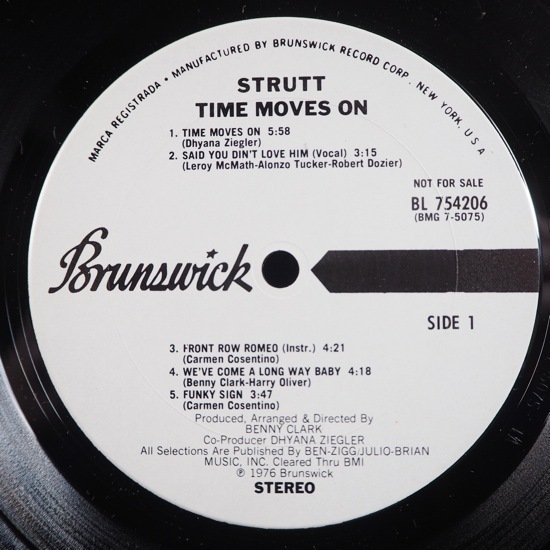 MARCA REGISTRADA • MANUFACTURED BY BRUNSWICK RECORD CORP. NEW YORK, U.S.A
STRUTT
TIME MOVES ON
1. TIME MOVES ON 5:58
(Dhyana Ziegler)
2. SAID YOU DIN'T LOVE HIM (Vocal) 3:15
(Leroy McMath-Alonzo Tucker-Robert Dozier)
NOT FOR SALE
BL 754206
(BMG 7-5075)
Brunswick
SIDE 1
3. FRONT ROW ROMEO (Instr.) 4:21
(Carmen Cosentino)
4. WE'VE COME A LONG WAY BABY 4:18
(Benny Clark-Harry Oliver)
5. FUNKY SIGN 3:47
(Carmen Cosentino)
Produced, Arranged & Directed By
BENNY CLARK
Co-Producer DHYANA ZIEGLER
All Selections Are Published By BEN-ZIGG/JULIO-BRIAN
MUSIC, INC. Cleared Thru BMI
℗ 1976 Brunswick
STEREO